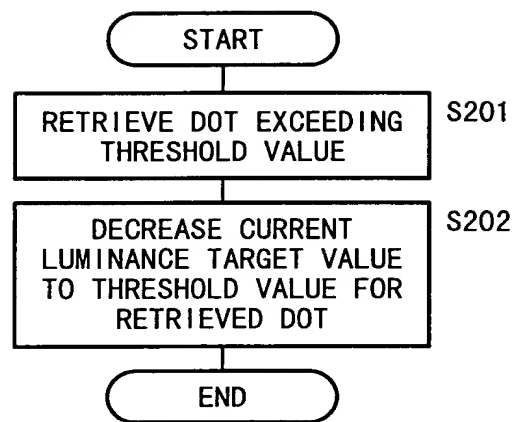 START
RETRIEVE DOT EXCEEDING
THRESHOLD VALUE
S201
DECREASE CURRENT
LUMINANCE TARGET VALUE
TO THRESHOLD VALUE FOR
RETRIEVED DOT
S202
END